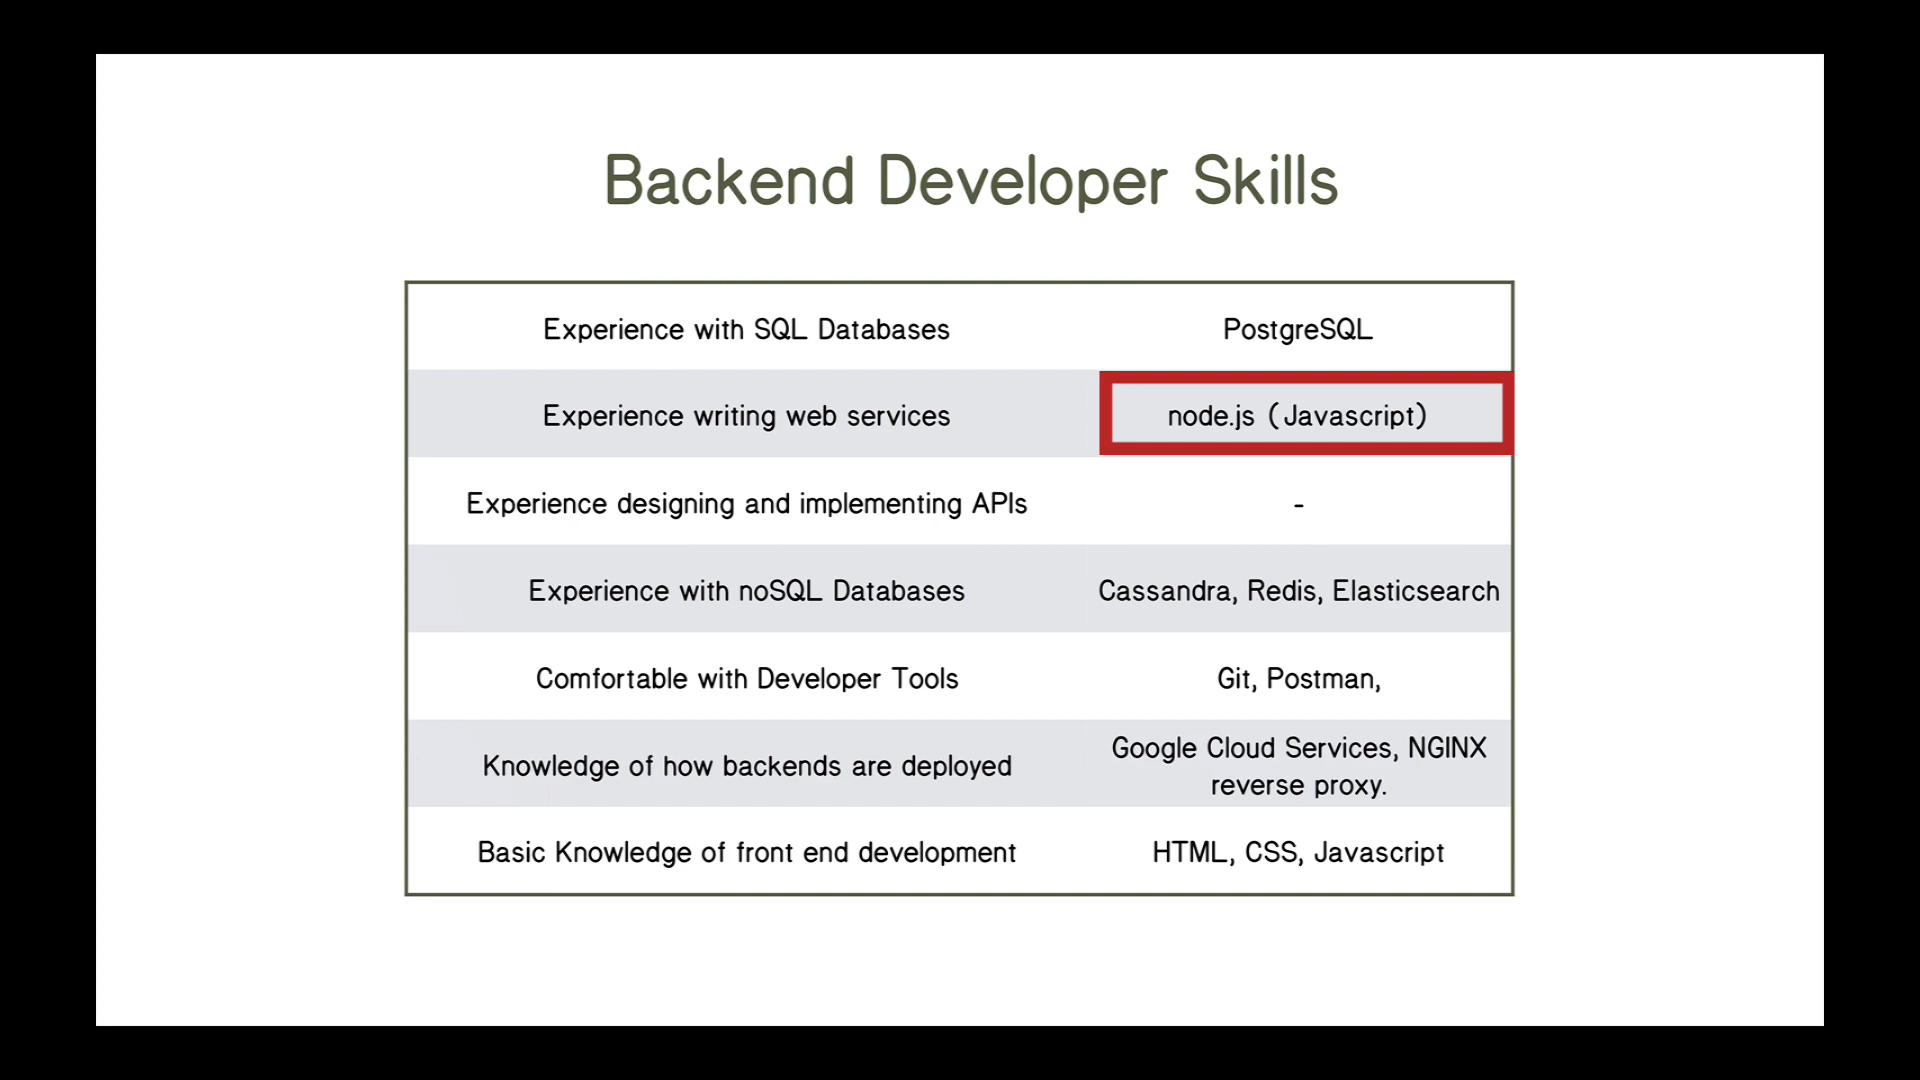 Backend Developer Skills
Experience with SQL Databases PostgreSQL
Experience writing web services node.js (Javascript)
Experience designing and implementing APIs -
Experience with noSQL Databases Cassandra, Redis, Elasticsearch
Comfortable with Developer Tools Git, Postman,
Knowledge of how backends are deployed Google Cloud Services, NGINX
reverse proxy.
Basic Knowledge of front end development HTML, CSS, Javascript